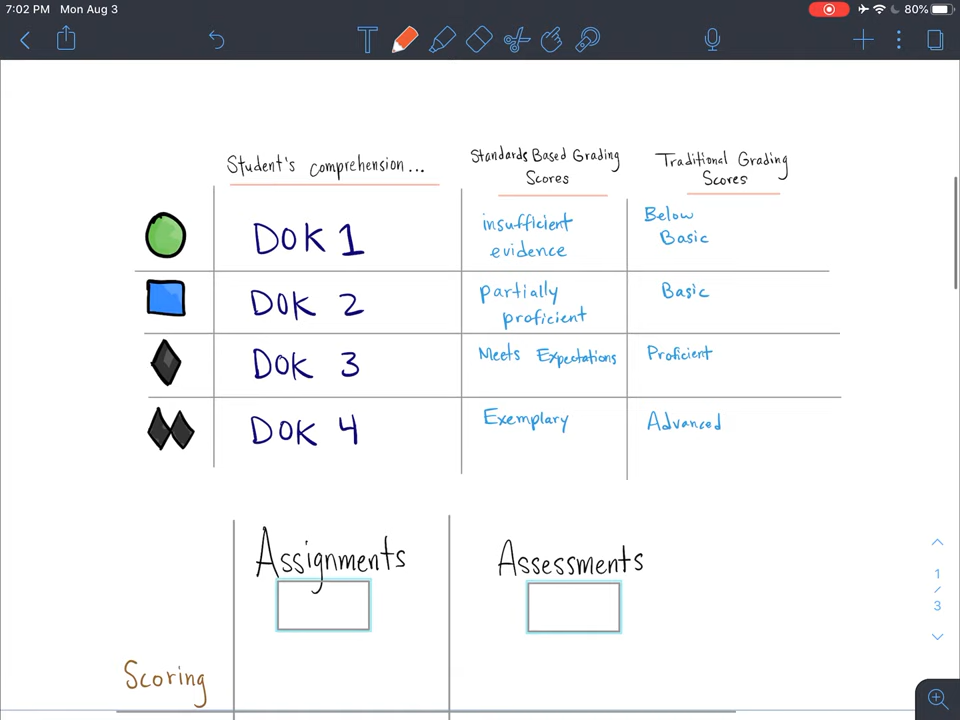 7:02 PM Mon Aug 3
80%
Student's comprehension...
Standards Based Grading
Scores
Traditional Grading
Scores
DOK 1
insufficient
evidence
Below
Basic
DOK 2
partially
proficient
Basic
DOK 3
Meets Expectations
Proficient
DOK 4
Exemplary
Advanced
Assignments
Assessments
Scoring
1
/
3